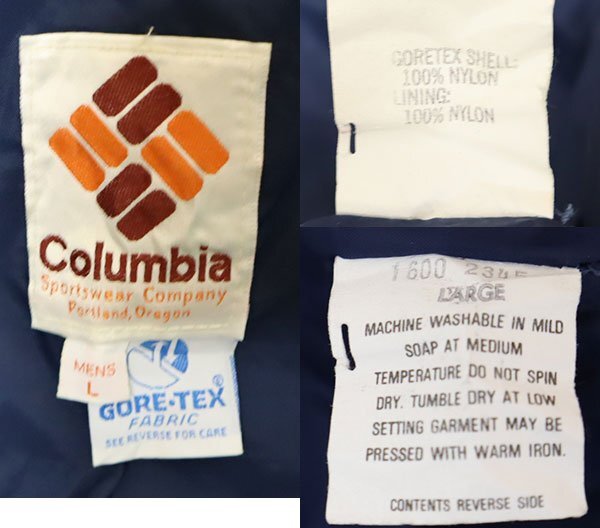 Columbia
Sportswear Company
Portland, Oregon
MENS
L
GORE-TEX
FABRIC
SEE REVERSE FOR CARE
GORETEX SHELL:
100% NYLON
LINING:
100% NYLON
1600 2345
LARGE
MACHINE WASHABLE IN MILD
SOAP AT MEDIUM
TEMPERATURE DO NOT SPIN
DRY. TUMBLE DRY AT LOW
SETTING GARMENT MAY BE
PRESSED WITH WARM IRON.
CONTENTS REVERSE SIDE